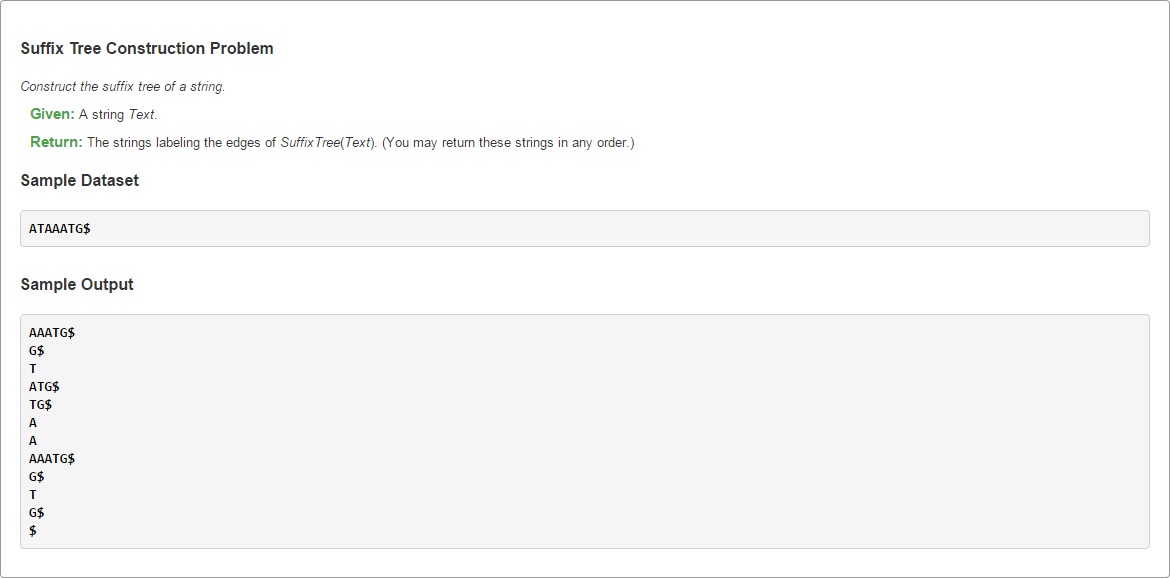 Suffix Tree Construction Problem
Construct the suffix tree of a string.
Given: A string Text.
Return: The strings labeling the edges of SuffixTree(Text). (You may return these strings in any order.)
Sample Dataset
ATAAATG$
Sample Output
AAATG$
G$
T
ATG$
TG$
A
A
AAATG$
G$
T
G$
$